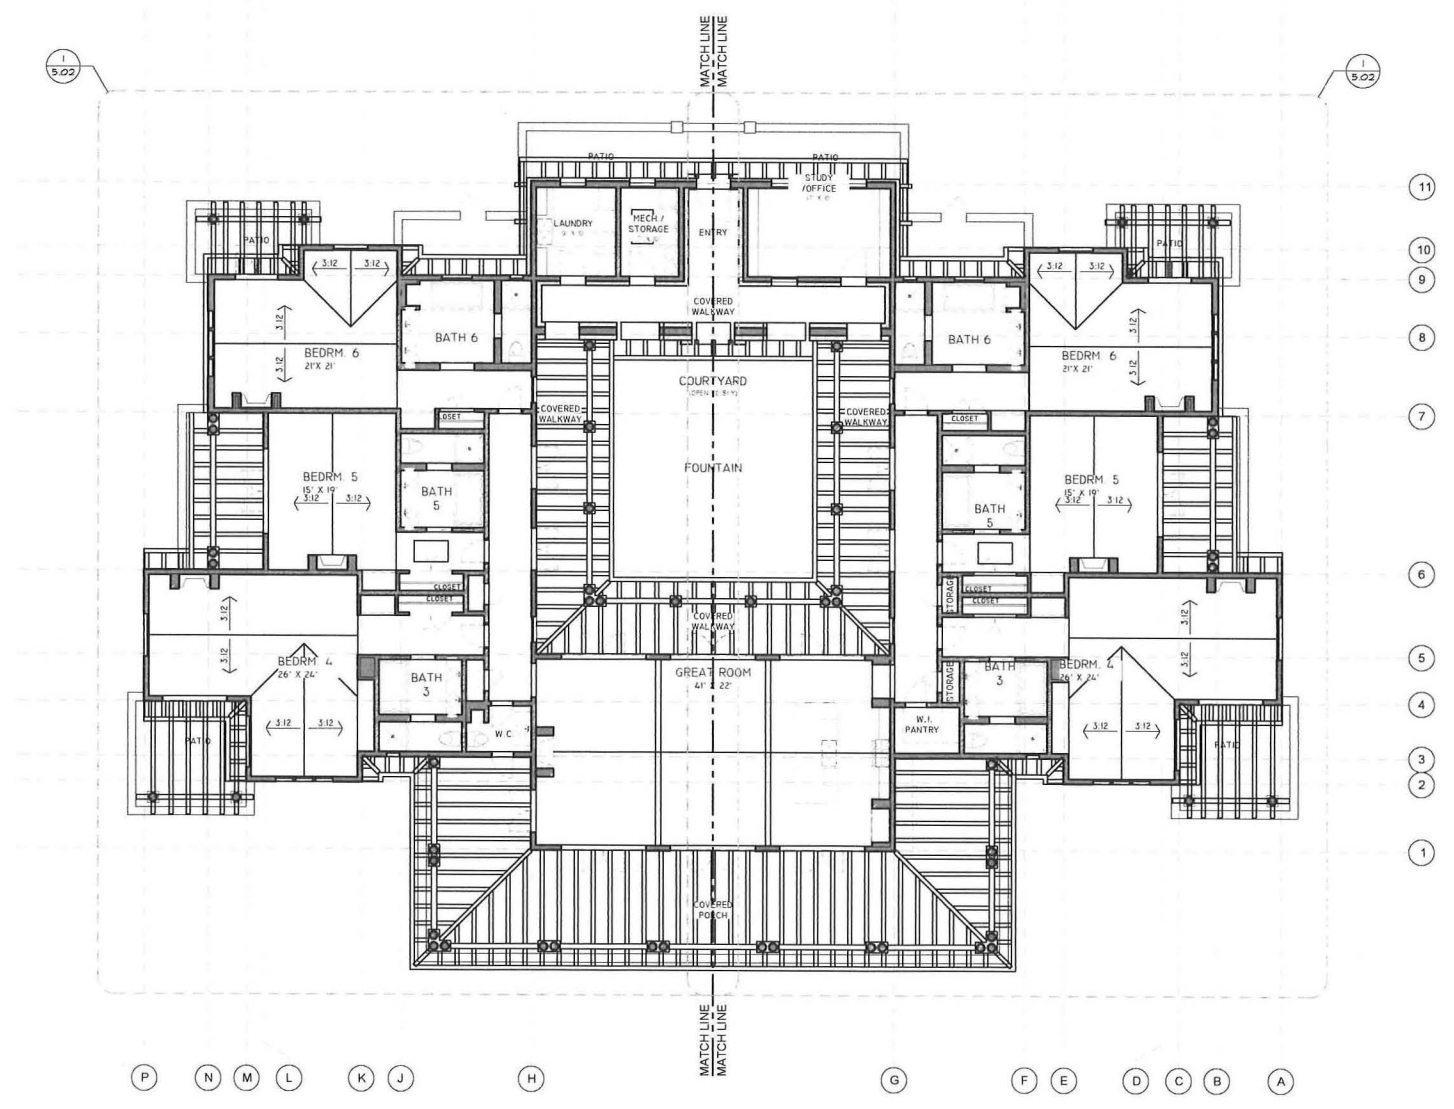 MATCH LINE
MATCH LINE
1
5.02
1
5.02
PATIO
PATIO
STUDY
/OFFICE
11
LAUNDRY
MECH./
STORAGE
ENTRY
PATIO
PATIO
10
3:12 3:12
3:12 3:12
9
COVERED
WALKWAY
3:12
3:12
BATH 6
BATH 6
8
BEDRM. 6
21'X 21'
BEDRM. 6
21'X 21'
3:12
3:12
COURTYARD
(OPEN TO SKY)
COVERED
WALKWAY
COVERED
WALKWAY
CLOSET
CLOSET
7
FOUNTAIN
BEDRM. 5
15' X 19'
3:12 3:12
BEDRM. 5
15' X 19'
3:12 3:12
BATH
5
BATH
5
6
CLOSET
CLOSET
STORAGE
CLOSET
CLOSET
3:12
3:12
COVERED
WALKWAY
3:12
3:12
5
BEDRM. 4
26' X 24'
BATH
3
GREAT ROOM
41' X 22'
STORAGE
BATH
3
BEDRM. 4
26' X 24'
4
3:12 3:12
W.I.
PANTRY
3:12 3:12
PATIO
W.C.
PATIO
3
2
1
COVERED
PORCH
MATCH LINE
MATCH LINE
P N M L K J H G F E D C B A